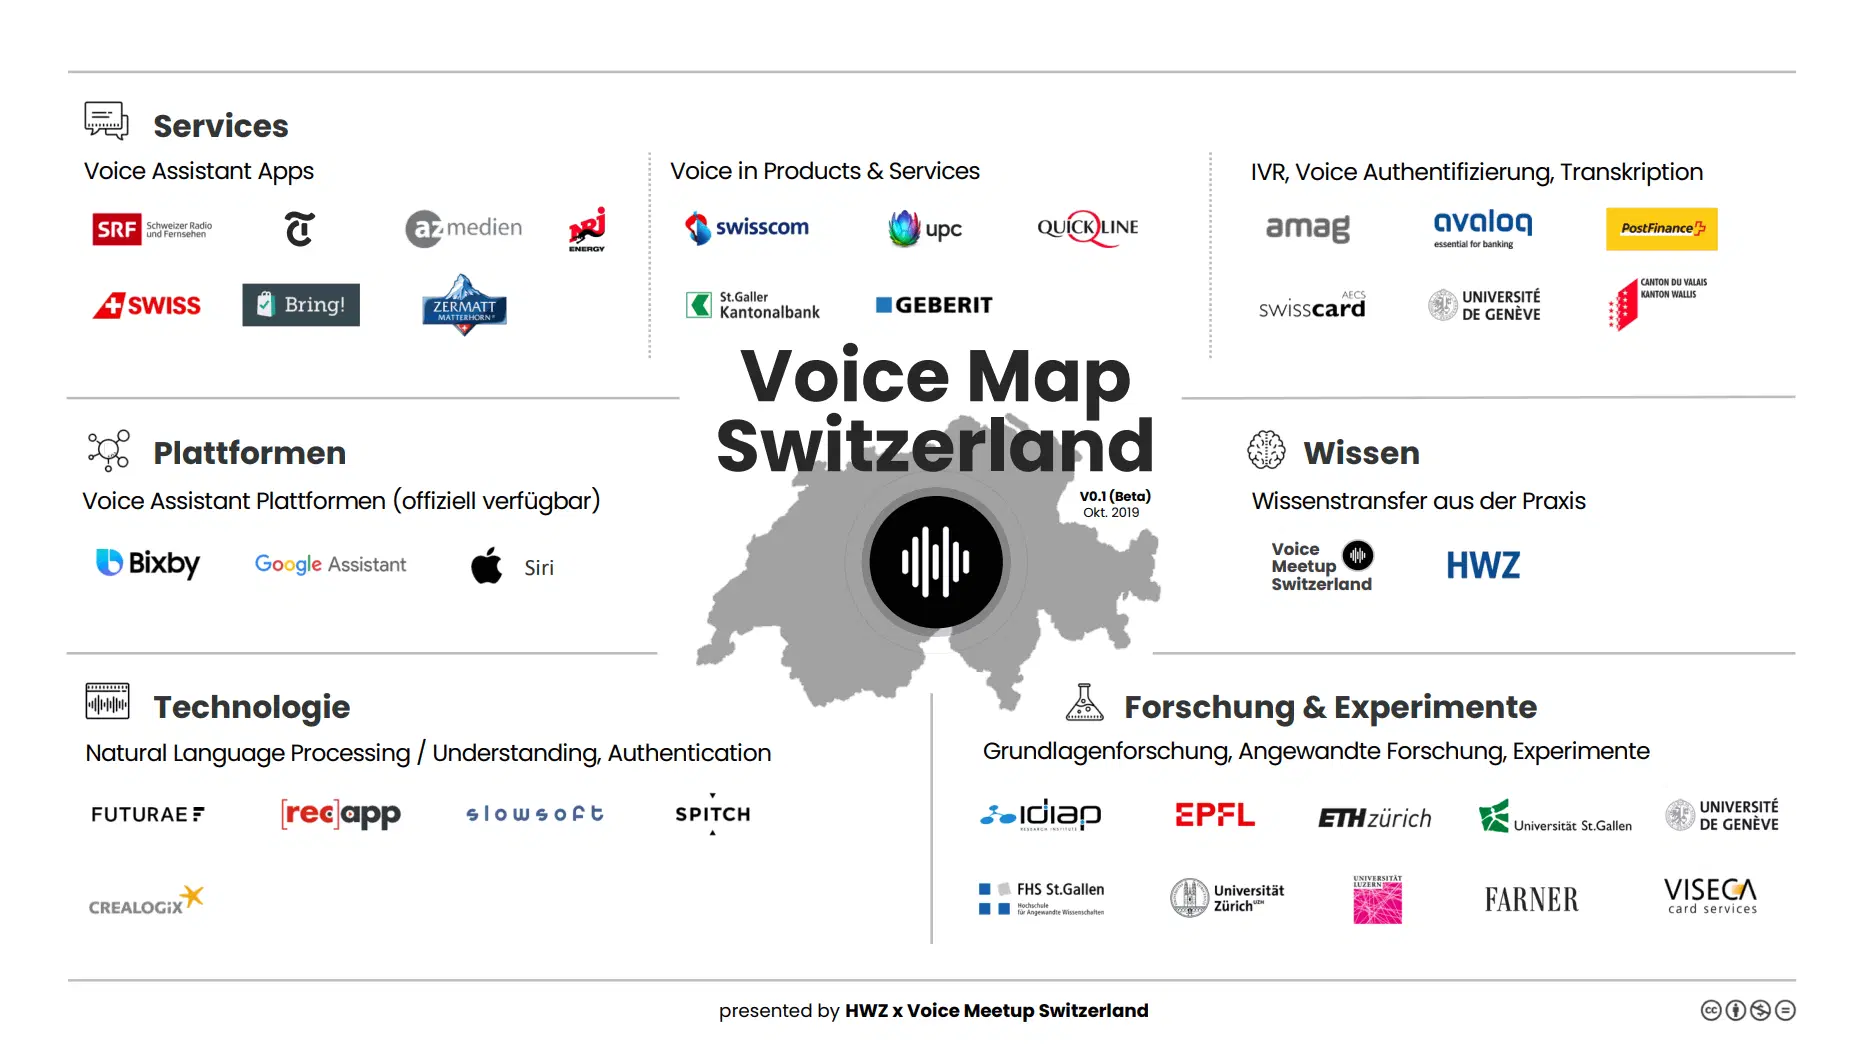 Services
Voice Assistant Apps
SRF Schweizer Radio
und Fernsehen
az medien
NRJ
ENERGY
SWISS
Bring!
ZERMATT
MATTERHORN
Voice in Products & Services
swisscom
upc
QUICKLINE
St.Galler
Kantonalbank
GEBERIT
IVR, Voice Authentifizierung, Transkription
amag
avaloq
essential for banking
PostFinance
swisscard
AECS
UNIVERSITÉ
DE GENÈVE
CANTON DU VALAIS
KANTON WALLIS
Voice Map
Switzerland
V0.1 (Beta)
Okt. 2019
Plattformen
Voice Assistant Plattformen (offiziell verfügbar)
Bixby
Google Assistant
Siri
Wissen
Wissenstransfer aus der Praxis
Voice
Meetup
Switzerland
HWZ
Technologie
Natural Language Processing / Understanding, Authentication
FUTURAE
[rec]app
slowsoft
SPITCH
CREALOGIX
Forschung & Experimente
Grundlagenforschung, Angewandte Forschung, Experimente
idiap
RESEARCH INSTITUTE
EPFL
ETH zürich
Universität St.Gallen
UNIVERSITÉ
DE GENÈVE
FHS St.Gallen
Hochschule
für Angewandte Wissenschaften
Universität
Zürich UZH
UNIVERSITÄT
LUZERN
FARNER
VISECA
card services
presented by HWZ x Voice Meetup Switzerland
cc